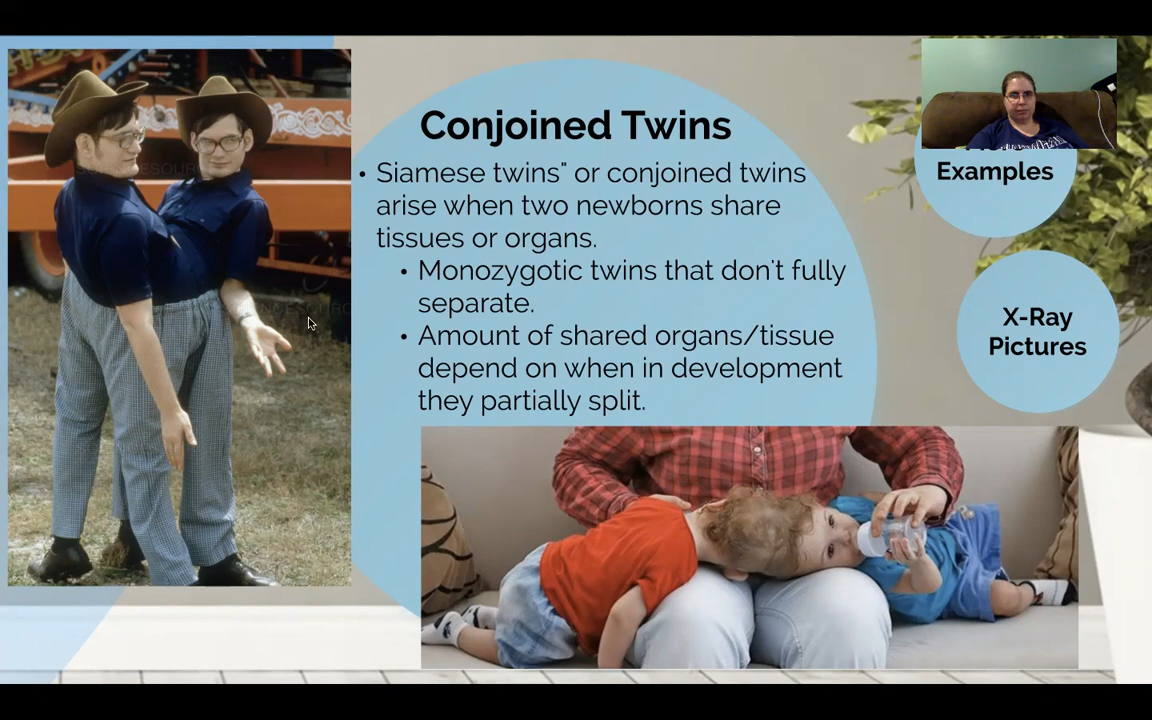 Conjoined Twins
• Siamese twins" or conjoined twins
arise when two newborns share
tissues or organs.
• Monozygotic twins that don't fully
separate.
• Amount of shared organs/tissue
depend on when in development
they partially split.
Examples
X-Ray
Pictures